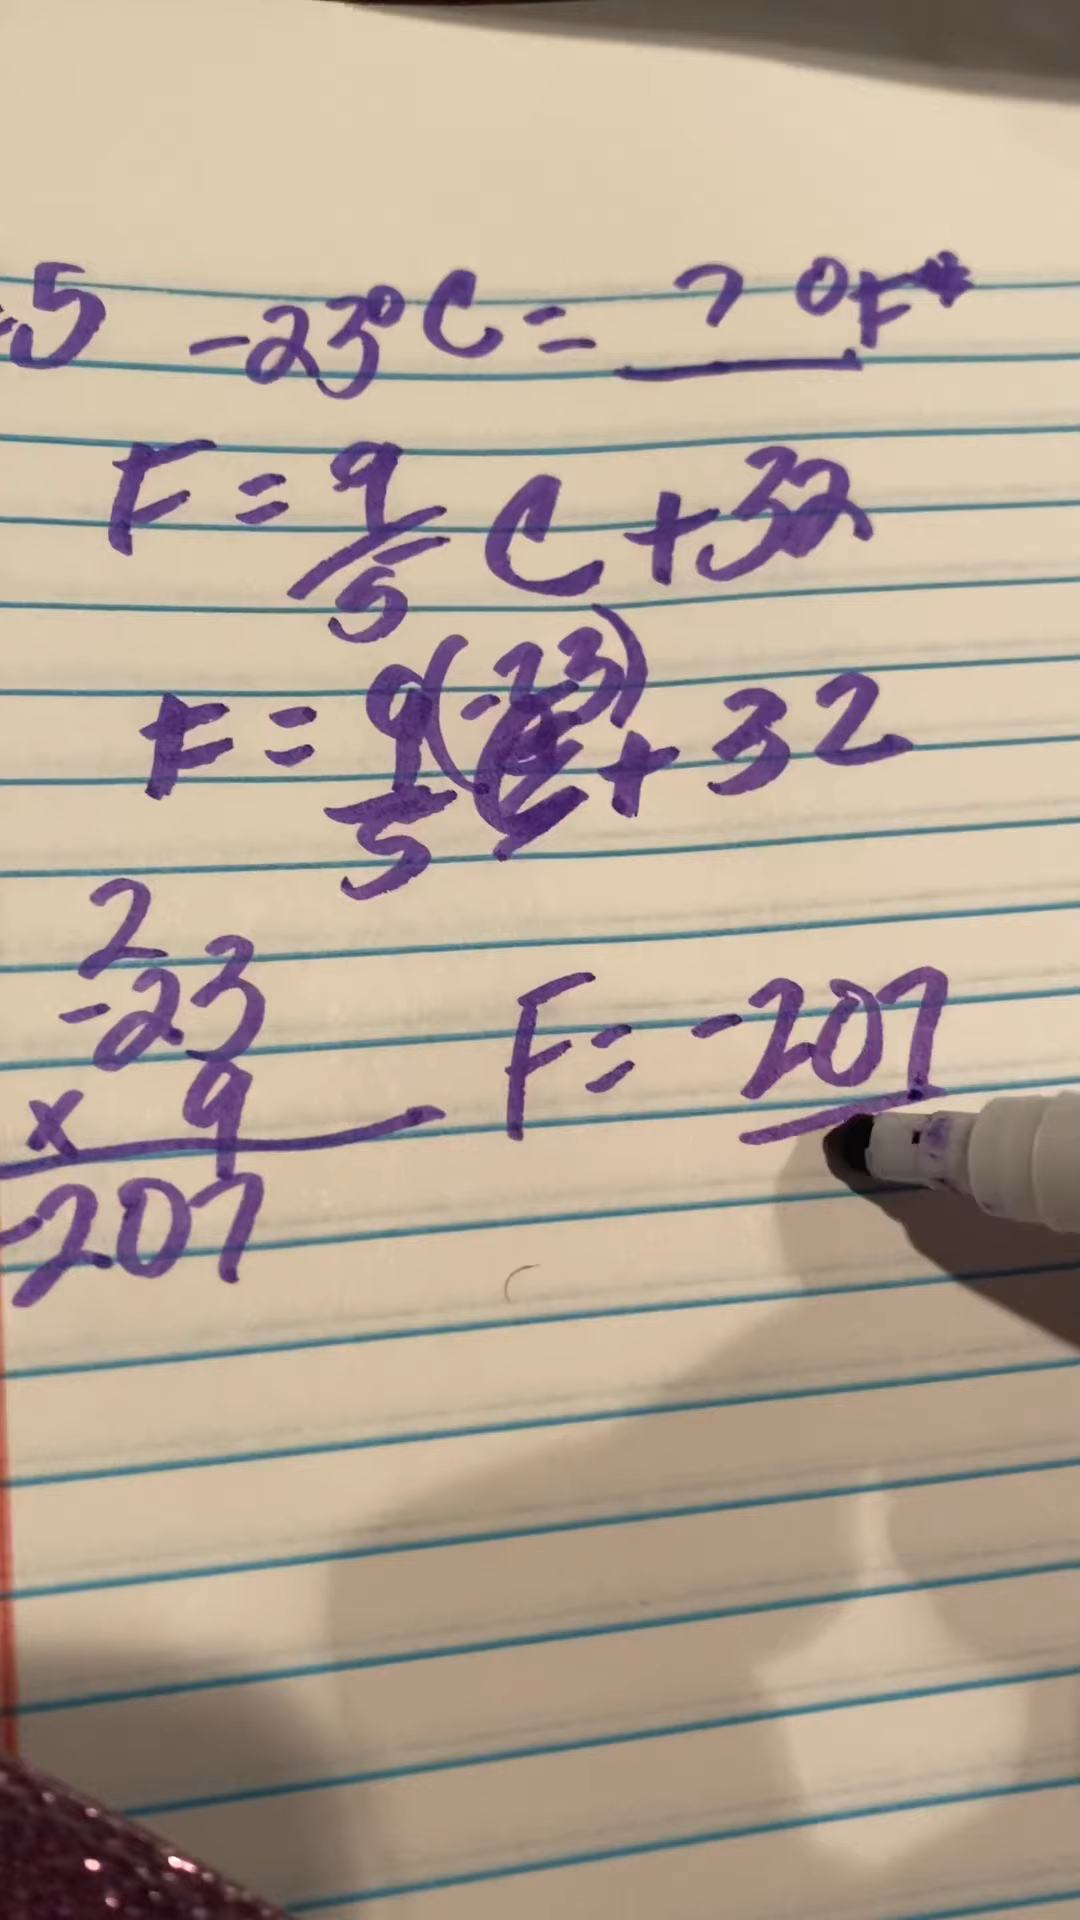 5 -23°C = ? °F*
F = 9/5 C + 32
F = 9(-23)/5 + 32
2
-23
x 9
-207
F = -207